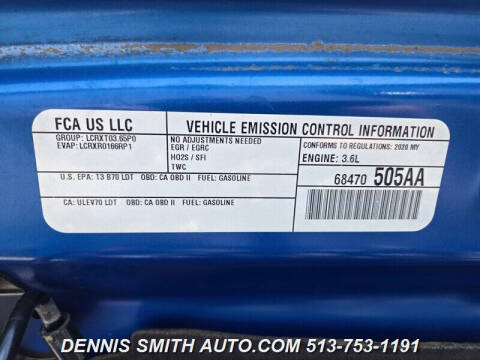 FCA US LLC
GROUP: LCRXT03.65P0
EVAP: LCRXR0166RP1
VEHICLE EMISSION CONTROL INFORMATION
NO ADJUSTMENTS NEEDED
EGR / EGRC
HO2S / SFI
TWC
CONFORMS TO REGULATIONS: 2020 MY
ENGINE: 3.6L
U.S. EPA: T3 B70 LDT OBD: CA OBD II FUEL: GASOLINE
68470 505AA
CA: ULEV70 LDT OBD: CA OBD II FUEL: GASOLINE
DENNIS SMITH AUTO.COM 513-753-1191